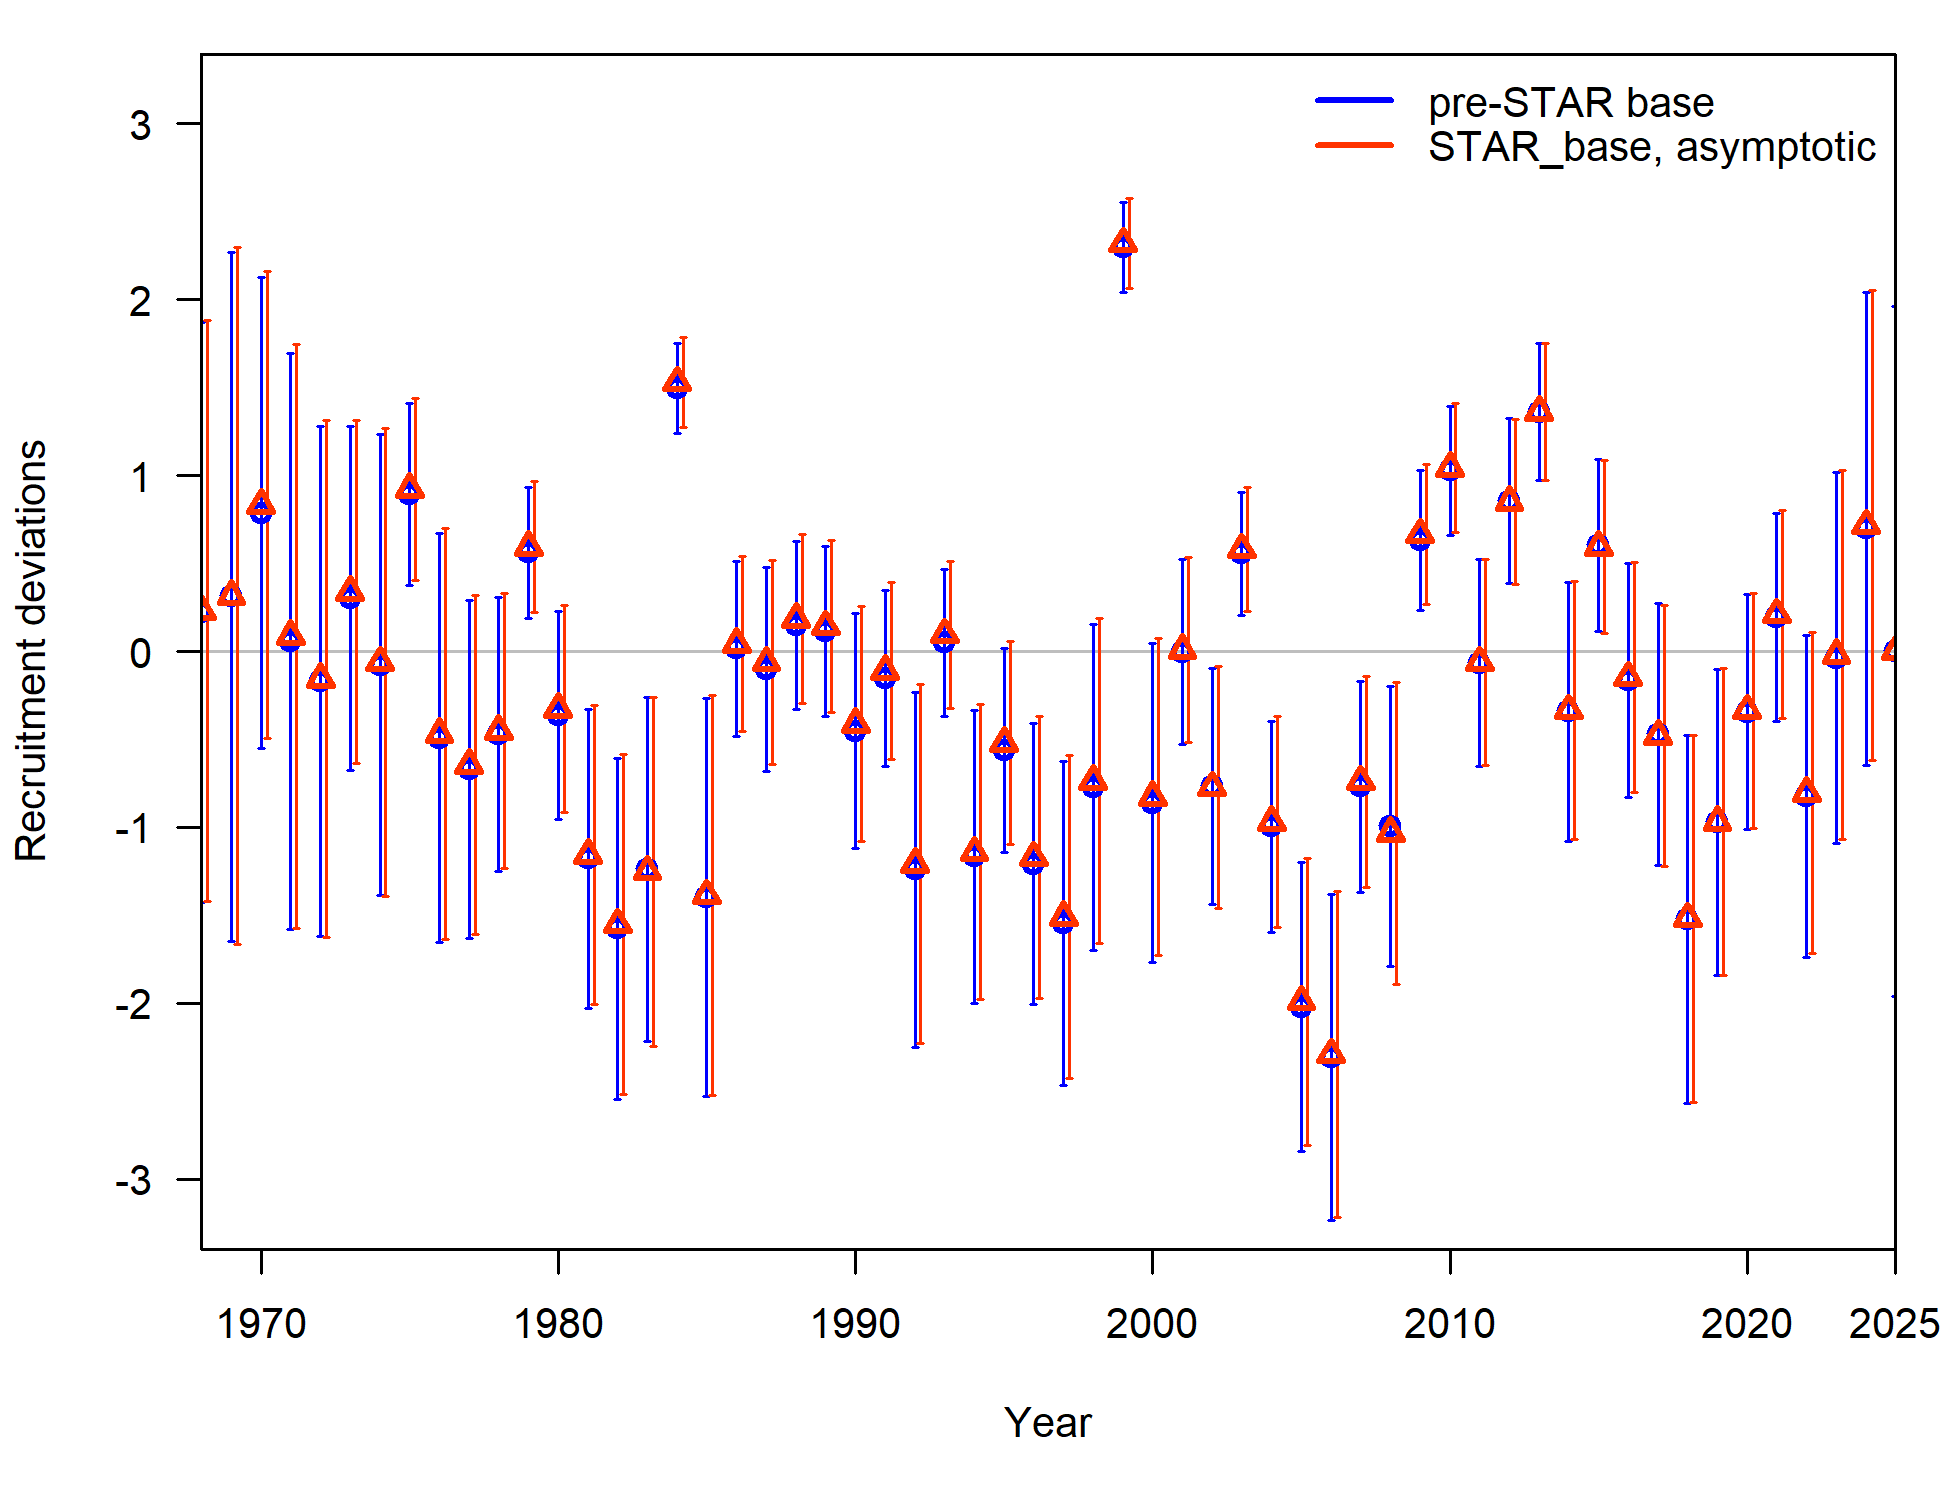 pre-STAR base
STAR_base, asymptotic
Recruitment deviations
3
2
1
0
-1
-2
-3
1970 1980 1990 2000 2010 2020 2025
Year